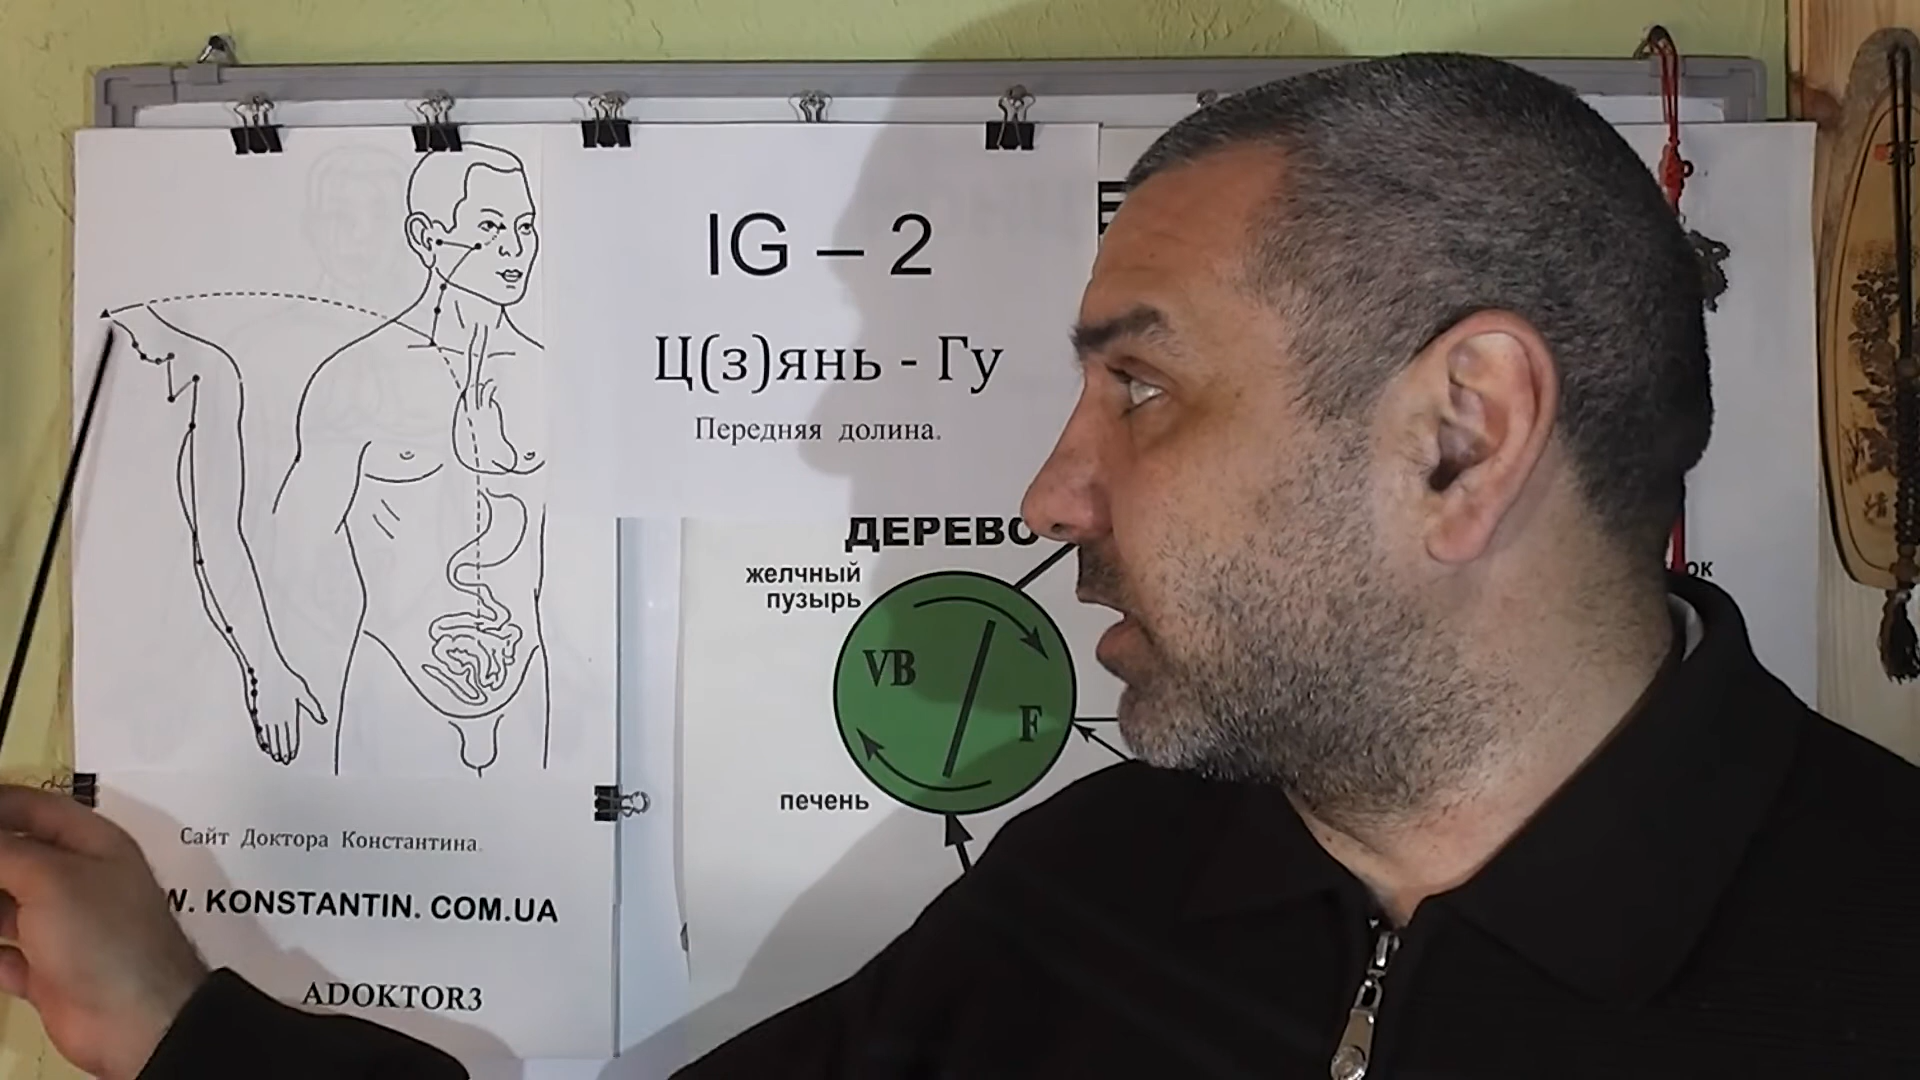 IG – 2
Ц(з)янь - Гу
Передняя долина.
ДЕРЕВО
желчный
пузырь
VB
F
печень
Сайт Доктора Константина.
W. KONSTANTIN. COM.UA
ADOKTOR3